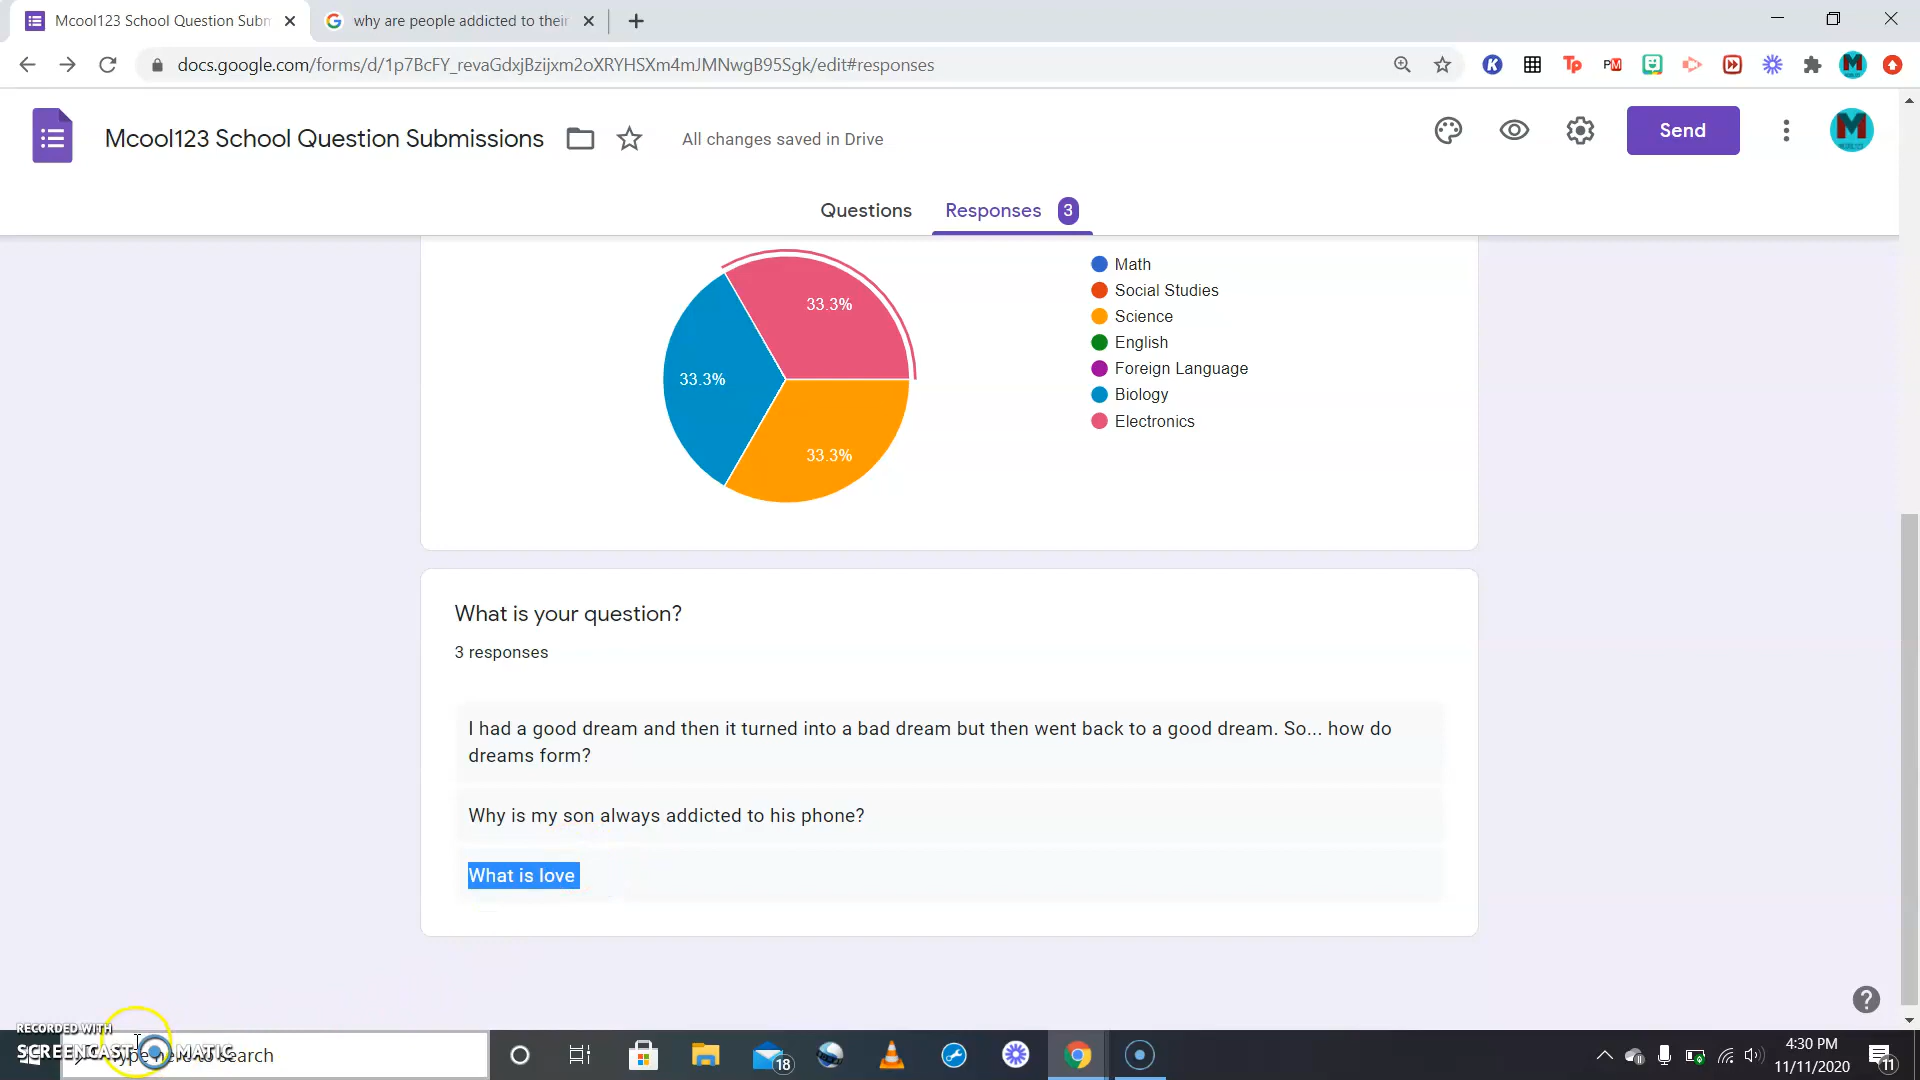 Mcool123 School Question Subm
why are people addicted to their
docs.google.com/forms/d/1p7BcFY_revaGdxjBzijxm2oXRYHSXm4mJMNwgB95Sgk/edit#responses
Mcool123 School Question Submissions
All changes saved in Drive
Send
Questions
Responses 3
33.3%
33.3%
33.3%
Math
Social Studies
Science
English
Foreign Language
Biology
Electronics
What is your question?
3 responses
I had a good dream and then it turned into a bad dream but then went back to a good dream. So... how do
dreams form?
Why is my son always addicted to his phone?
What is love
RECORDED WITH
SCREENCAST MATIC
Type here to search
18
4:30 PM
11/11/2020
11